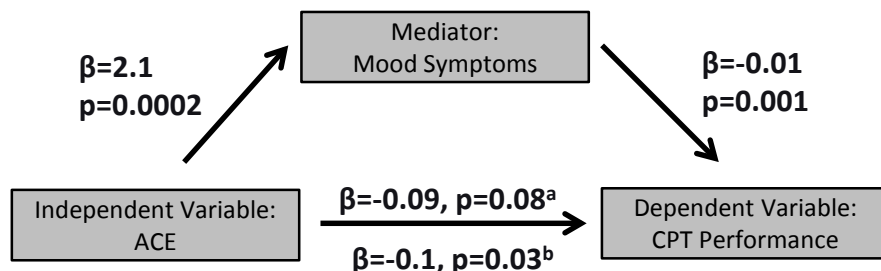 Mediator:
Mood Symptoms
β=2.1
p=0.0002
β=-0.01
p=0.001
Independent Variable:
ACE
β=-0.09, p=0.08ᵃ
β=-0.1, p=0.03ᵇ
Dependent Variable:
CPT Performance